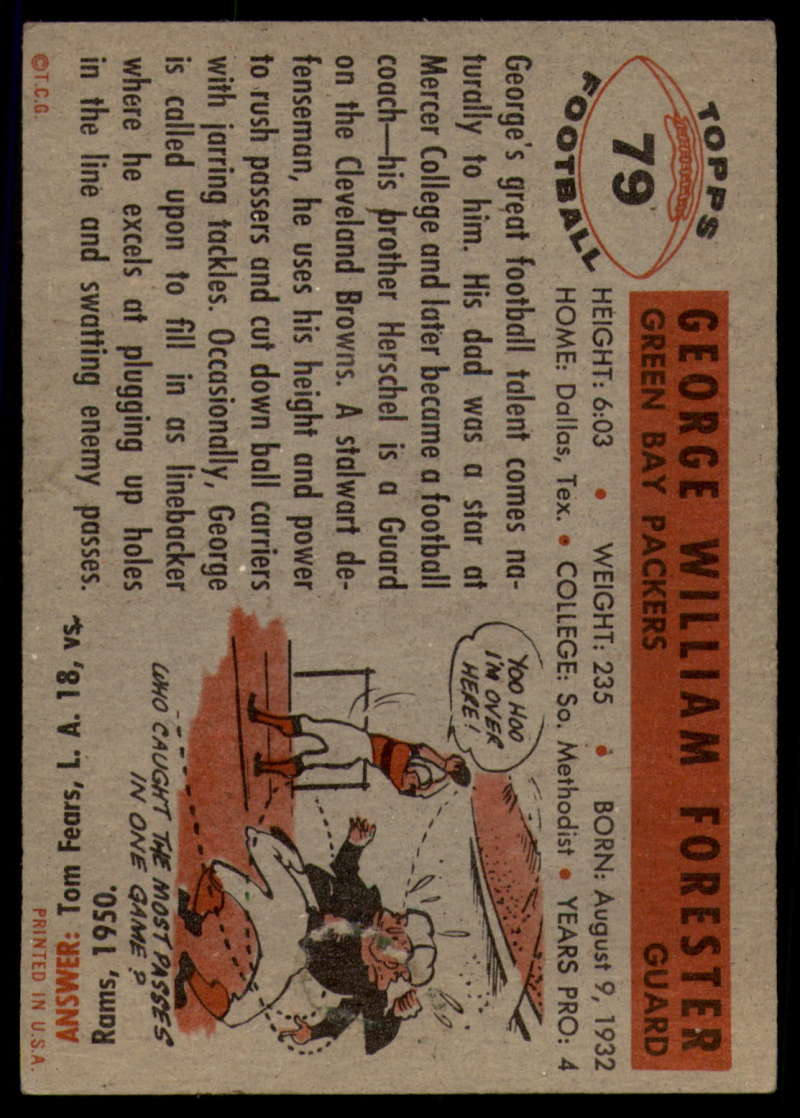 TOPPS
79
FOOTBALL
GEORGE WILLIAM FORESTER
GREEN BAY PACKERS GUARD
HEIGHT: 6:03 • WEIGHT: 235 • BORN: August 9, 1932
HOME: Dallas, Tex. • COLLEGE: So. Methodist • YEARS PRO: 4
George's great football talent comes na-
turally to him. His dad was a star at
Mercer College and later became a football
coach—his brother Herschel is a Guard
on the Cleveland Browns. A stalwart de-
fenseman, he uses his height and power
to rush passers and cut down ball carriers
with jarring tackles. Occasionally, George
is called upon to fill in as linebacker
where he excels at plugging up holes
in the line and swatting enemy passes.
©T.C.G.
YOO HOO
I'M OVER
HERE!
WHO CAUGHT THE MOST PASSES
IN ONE GAME?
ANSWER: Tom Fears, L. A. 18, vs.
Rams, 1950.
PRINTED IN U.S.A.